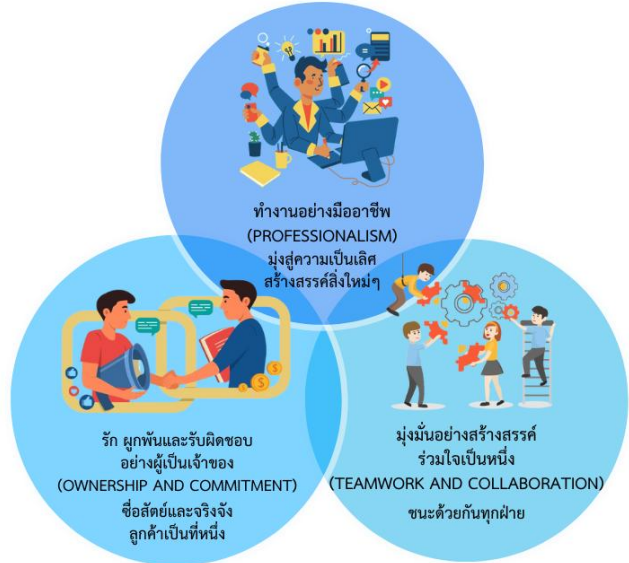 ทำงานอย่างมืออาชีพ
(PROFESSIONALISM)
มุ่งสู่ความเป็นเลิศ
สร้างสรรค์สิ่งใหม่ๆ
รัก ผูกพันและรับผิดชอบ
อย่างผู้เป็นเจ้าของ
(OWNERSHIP AND COMMITMENT)
ซื่อสัตย์และจริงจัง
ลูกค้าเป็นที่หนึ่ง
มุ่งมั่นอย่างสร้างสรรค์
ร่วมใจเป็นหนึ่ง
(TEAMWORK AND COLLABORATION)
ชนะด้วยกันทุกฝ่าย